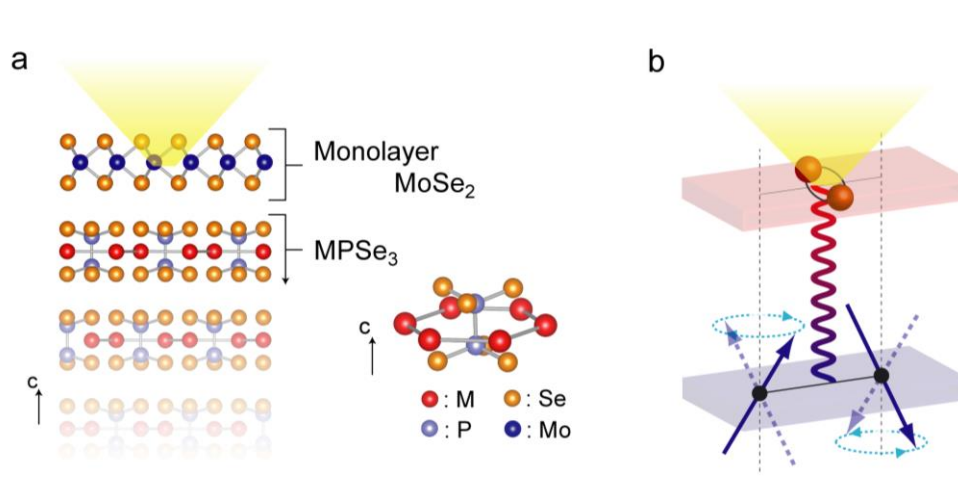 a
b
Monolayer
MoSe₂
MPSe₃
c
c
: M
: Se
: P
: Mo